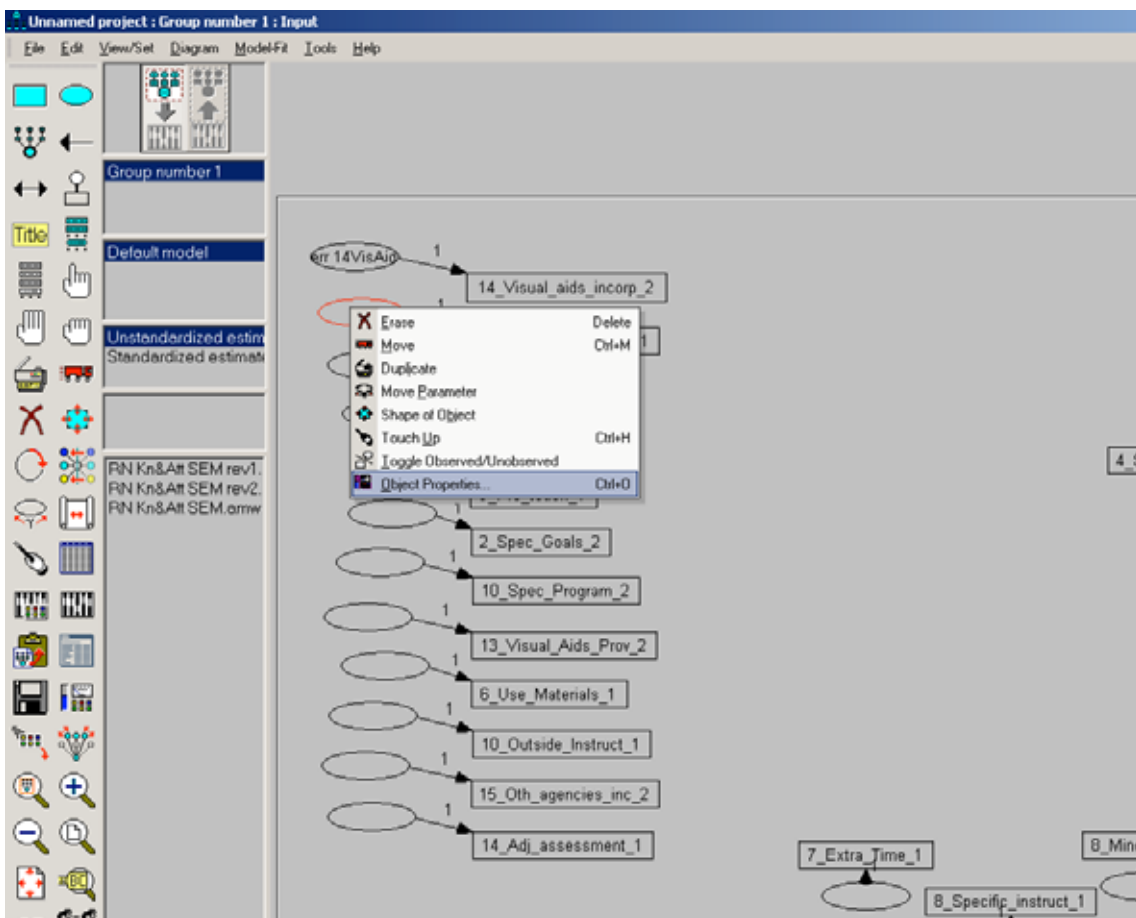 Unnamed project : Group number 1 : Input
File Edit View/Set Diagram Model-Fit Tools Help
Title
Group number 1
Default model
Unstandardized estim
Standardized estimat
RN Kn&Att SEM rev1.
RN Kn&Att SEM rev2.
RN Kn&Att SEM.amw
err 14VisAid
1
14_Visual_aids_incorp_2
1
1
Erase Delete
Move Ctrl+M
Duplicate
Move Parameter
Shape of Object
Touch Up Ctrl+H
Toggle Observed/Unobserved
Object Properties... Ctrl+O
4_S
1
2_Spec_Goals_2
1
10_Spec_Program_2
1
13_Visual_Aids_Prov_2
1
6_Use_Materials_1
1
10_Outside_Instruct_1
1
15_Oth_agencies_inc_2
1
14_Adj_assessment_1
7_Extra_Time_1
8_Mino
8_Specific_instruct_1